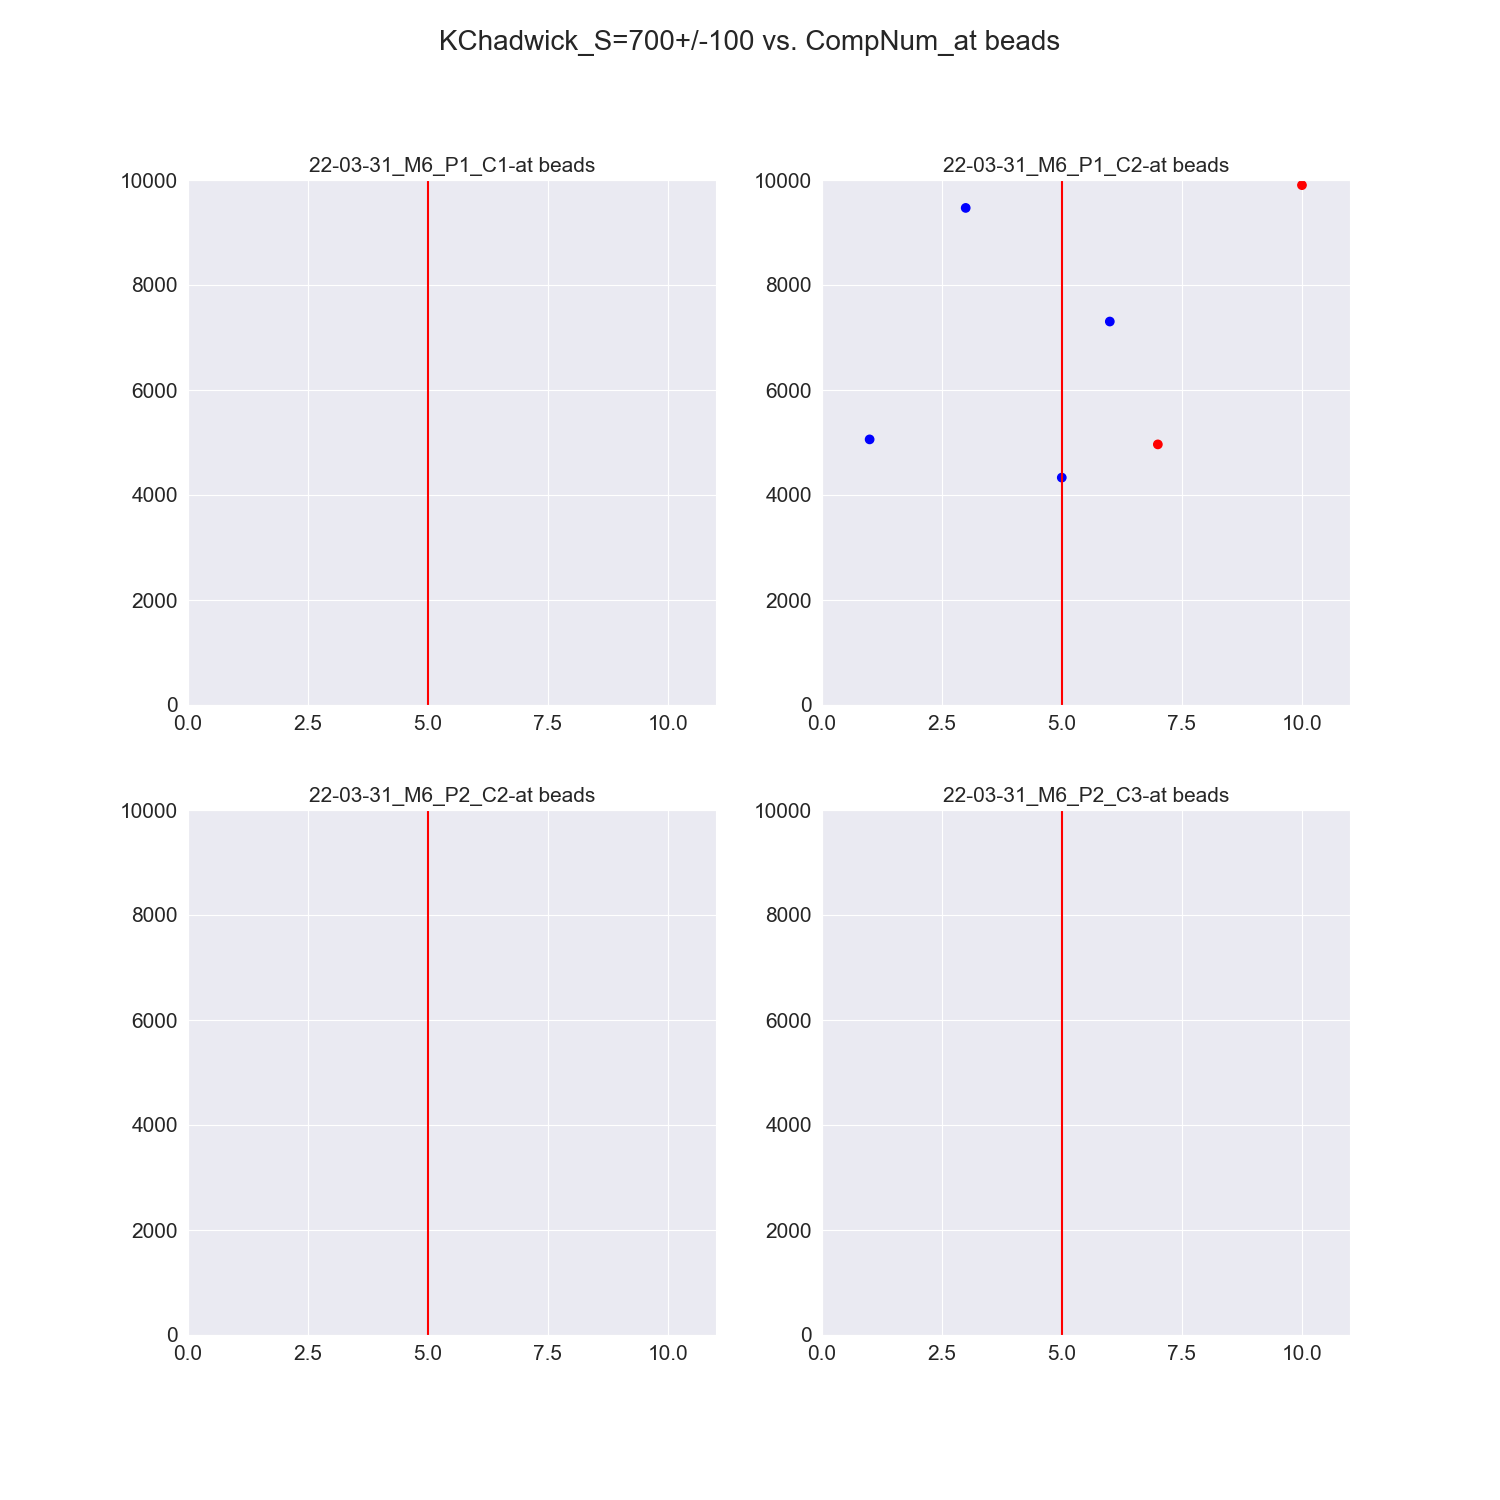 KChadwick_S=700+/-100 vs. CompNum_at beads
22-03-31_M6_P1_C1-at beads
10000
8000
6000
4000
2000
0
0.0 2.5 5.0 7.5 10.0
22-03-31_M6_P1_C2-at beads
10000
8000
6000
4000
2000
0
0.0 2.5 5.0 7.5 10.0
22-03-31_M6_P2_C2-at beads
10000
8000
6000
4000
2000
0
0.0 2.5 5.0 7.5 10.0
22-03-31_M6_P2_C3-at beads
10000
8000
6000
4000
2000
0
0.0 2.5 5.0 7.5 10.0